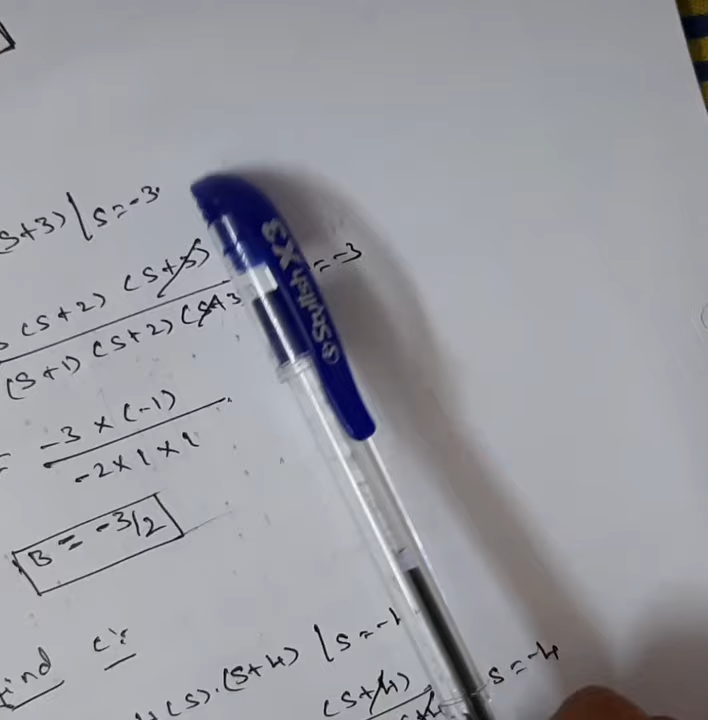 S+3) | S=-3
S (S+2) (S+3)
=-3
(S+1) (S+2) (S+3
= -3 × (-1)
-2 × 1 × 1
B = -3/2
Find C:
H(S).(S+4) | S=-4
(S+4)
S=-4
Stylish X3